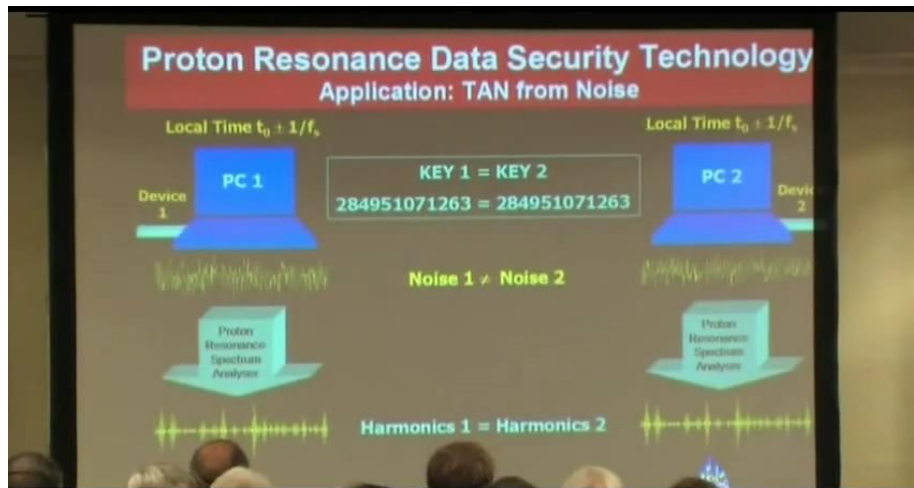 Proton Resonance Data Security Technology
Application: TAN from Noise
Local Time t₀ ± 1/fₛ
Local Time t₀ ± 1/fₛ
PC 1
KEY 1 = KEY 2
PC 2
Device
1
284951071263 = 284951071263
Devic
2
Noise 1 ≠ Noise 2
Proton
Resonance
Spectrum
Analyser
Proton
Resonance
Spectrum
Analyser
Harmonics 1 = Harmonics 2